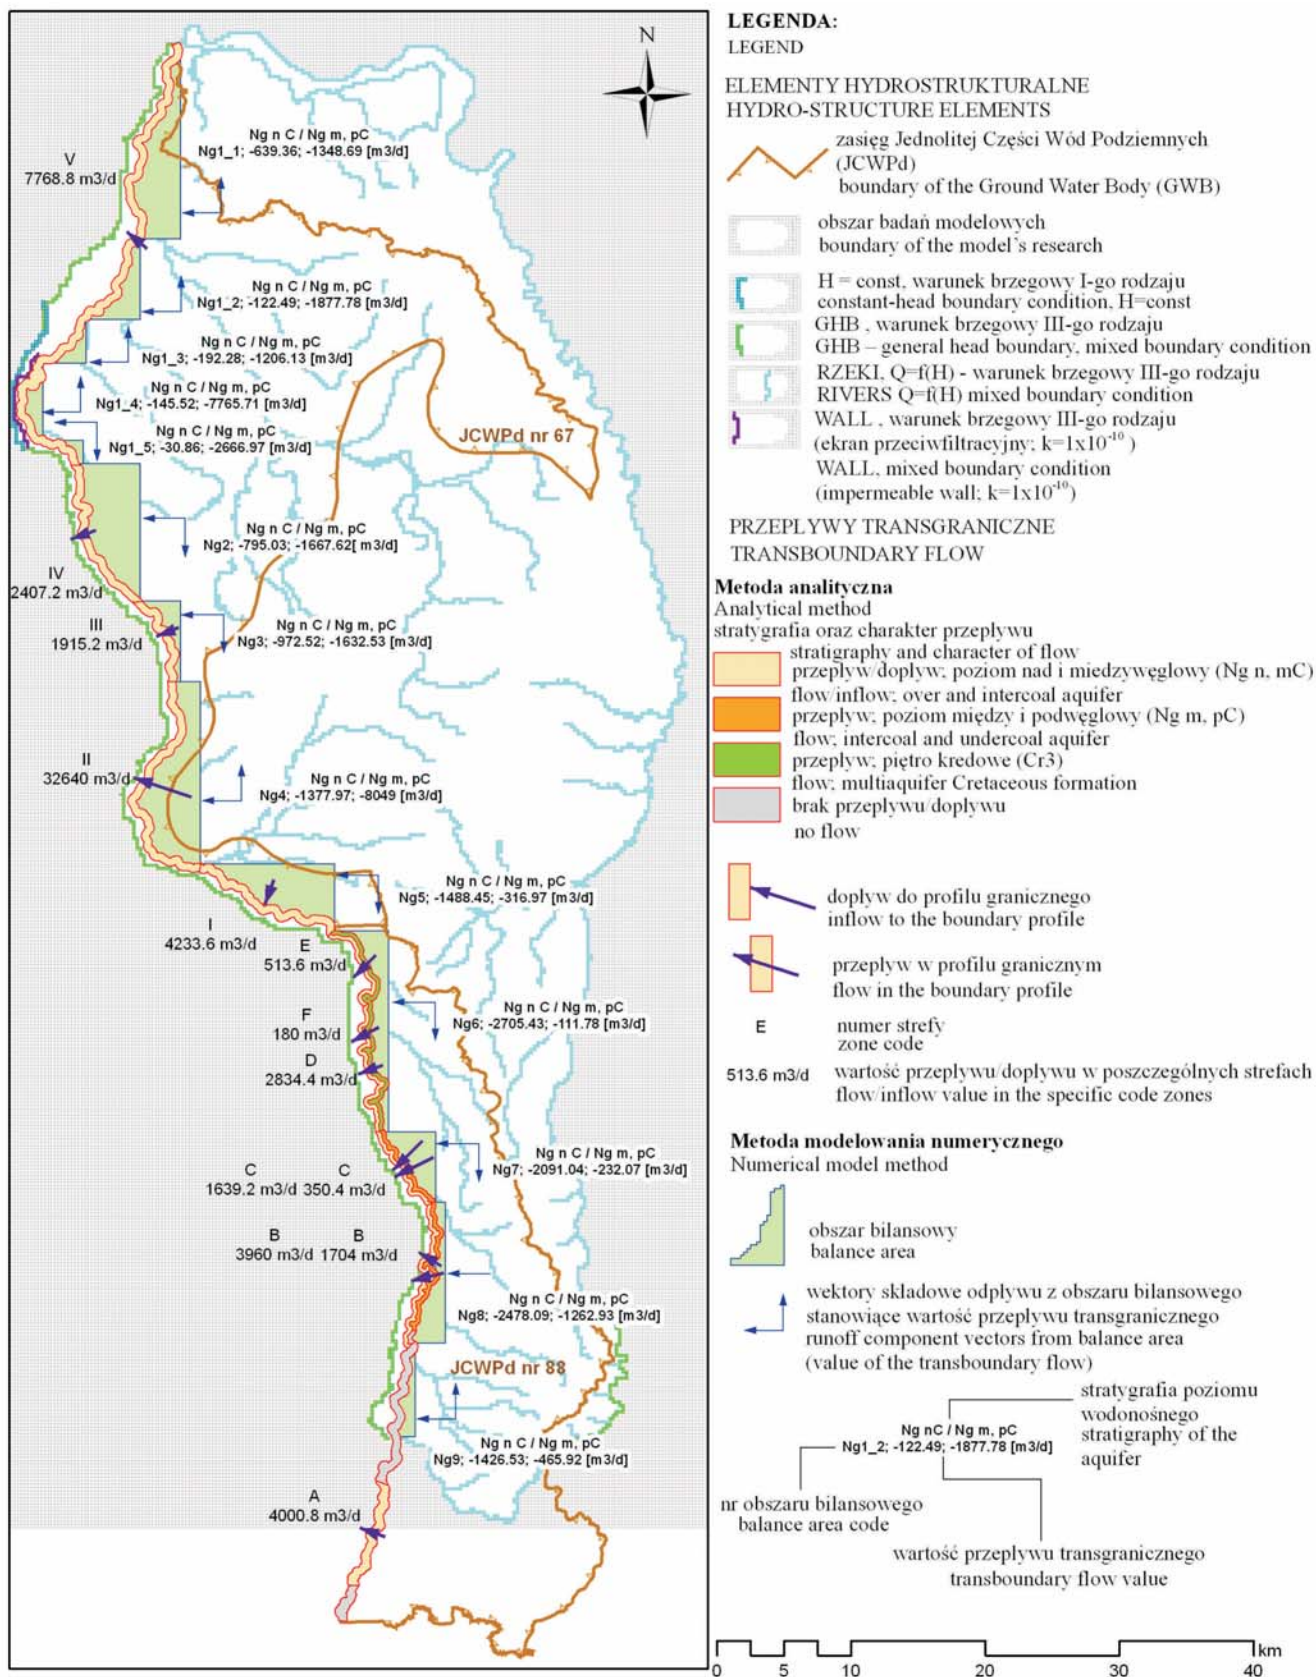 N
V
7768.8 m3/d
Ng n C / Ng m, pC
Ng1_1; -639.36; -1348.69 [m3/d]
Ng n C / Ng m, pC
Ng1_2; -122.49; -1877.78 [m3/d]
Ng n C / Ng m, pC
Ng1_3; -192.28; -1206.13 [m3/d]
Ng n C / Ng m, pC
Ng1_4; -145.52; -7765.71 [m3/d]
Ng n C / Ng m, pC
Ng1_5; -30.86; -2666.97 [m3/d]
JCWPd nr 67
Ng n C / Ng m, pC
Ng2; -795.03; -1667.62[ m3/d]
IV
2407.2 m3/d
III
1915.2 m3/d
Ng n C / Ng m, pC
Ng3; -972.52; -1632.53 [m3/d]
II
32640 m3/d
Ng n C / Ng m, pC
Ng4; -1377.97; -8049 [m3/d]
Ng n C / Ng m, pC
Ng5; -1488.45; -316.97 [m3/d]
I
4233.6 m3/d
E
513.6 m3/d
F
180 m3/d
D
2834.4 m3/d
Ng n C / Ng m, pC
Ng6; -2705.43; -111.78 [m3/d]
Ng n C / Ng m, pC
Ng7; -2091.04; -232.07 [m3/d]
C C
1639.2 m3/d 350.4 m3/d
B B
3960 m3/d 1704 m3/d
Ng n C / Ng m, pC
Ng8; -2478.09; -1262.93 [m3/d]
JCWPd nr 88
Ng n C / Ng m, pC
Ng9; -1426.53; -465.92 [m3/d]
A
4000.8 m3/d
LEGENDA:
LEGEND
ELEMENTY HYDROSTRUKTURALNE
HYDRO-STRUCTURE ELEMENTS
zasięg Jednolitej Części Wód Podziemnych
(JCWPd)
boundary of the Ground Water Body (GWB)
obszar badań modelowych
boundary of the model's research
H = const, warunek brzegowy I-go rodzaju
constant-head boundary condition, H=const
GHB , warunek brzegowy III-go rodzaju
GHB – general head boundary, mixed boundary condition
RZEKI, Q=f(H) - warunek brzegowy III-go rodzaju
RIVERS Q=f(H) mixed boundary condition
WALL , warunek brzegowy III-go rodzaju
(ekran przeciwfiltracyjny; k=1x10⁻¹⁰ )
WALL, mixed boundary condition
(impermeable wall; k=1x10⁻¹⁰)
PRZEPŁYWY TRANSGRANICZNE
TRANSBOUNDARY FLOW
Metoda analityczna
Analytical method
stratygrafia oraz charakter przepływu
stratigraphy and character of flow
przepływ/dopływ; poziom nad i miedzywęglowy (Ng n, mC)
flow/inflow; over and intercoal aquifer
przepływ; poziom między i podwęglowy (Ng m, pC)
flow; intercoal and undercoal aquifer
przepływ; piętro kredowe (Cr3)
flow; multiaquifer Cretaceous formation
brak przepływu/dopływu
no flow
dopływ do profilu granicznego
inflow to the boundary profile
przepływ w profilu granicznym
flow in the boundary profile
E numer strefy
zone code
513.6 m3/d wartość przepływu/dopływu w poszczególnych strefach
flow/inflow value in the specific code zones
Metoda modelowania numerycznego
Numerical model method
obszar bilansowy
balance area
wektory składowe odpływu z obszaru bilansowego
stanowiące wartość przepływu transgranicznego
runoff component vectors from balance area
(value of the transboundary flow)
stratygrafia poziomu
wodonośnego
stratigraphy of the
aquifer
Ng nC / Ng m, pC
Ng1_2; -122.49; -1877.78 [m3/d]
nr obszaru bilansowego
balance area code
wartość przepływu transgranicznego
transboundary flow value
km
0 5 10 20 30 40